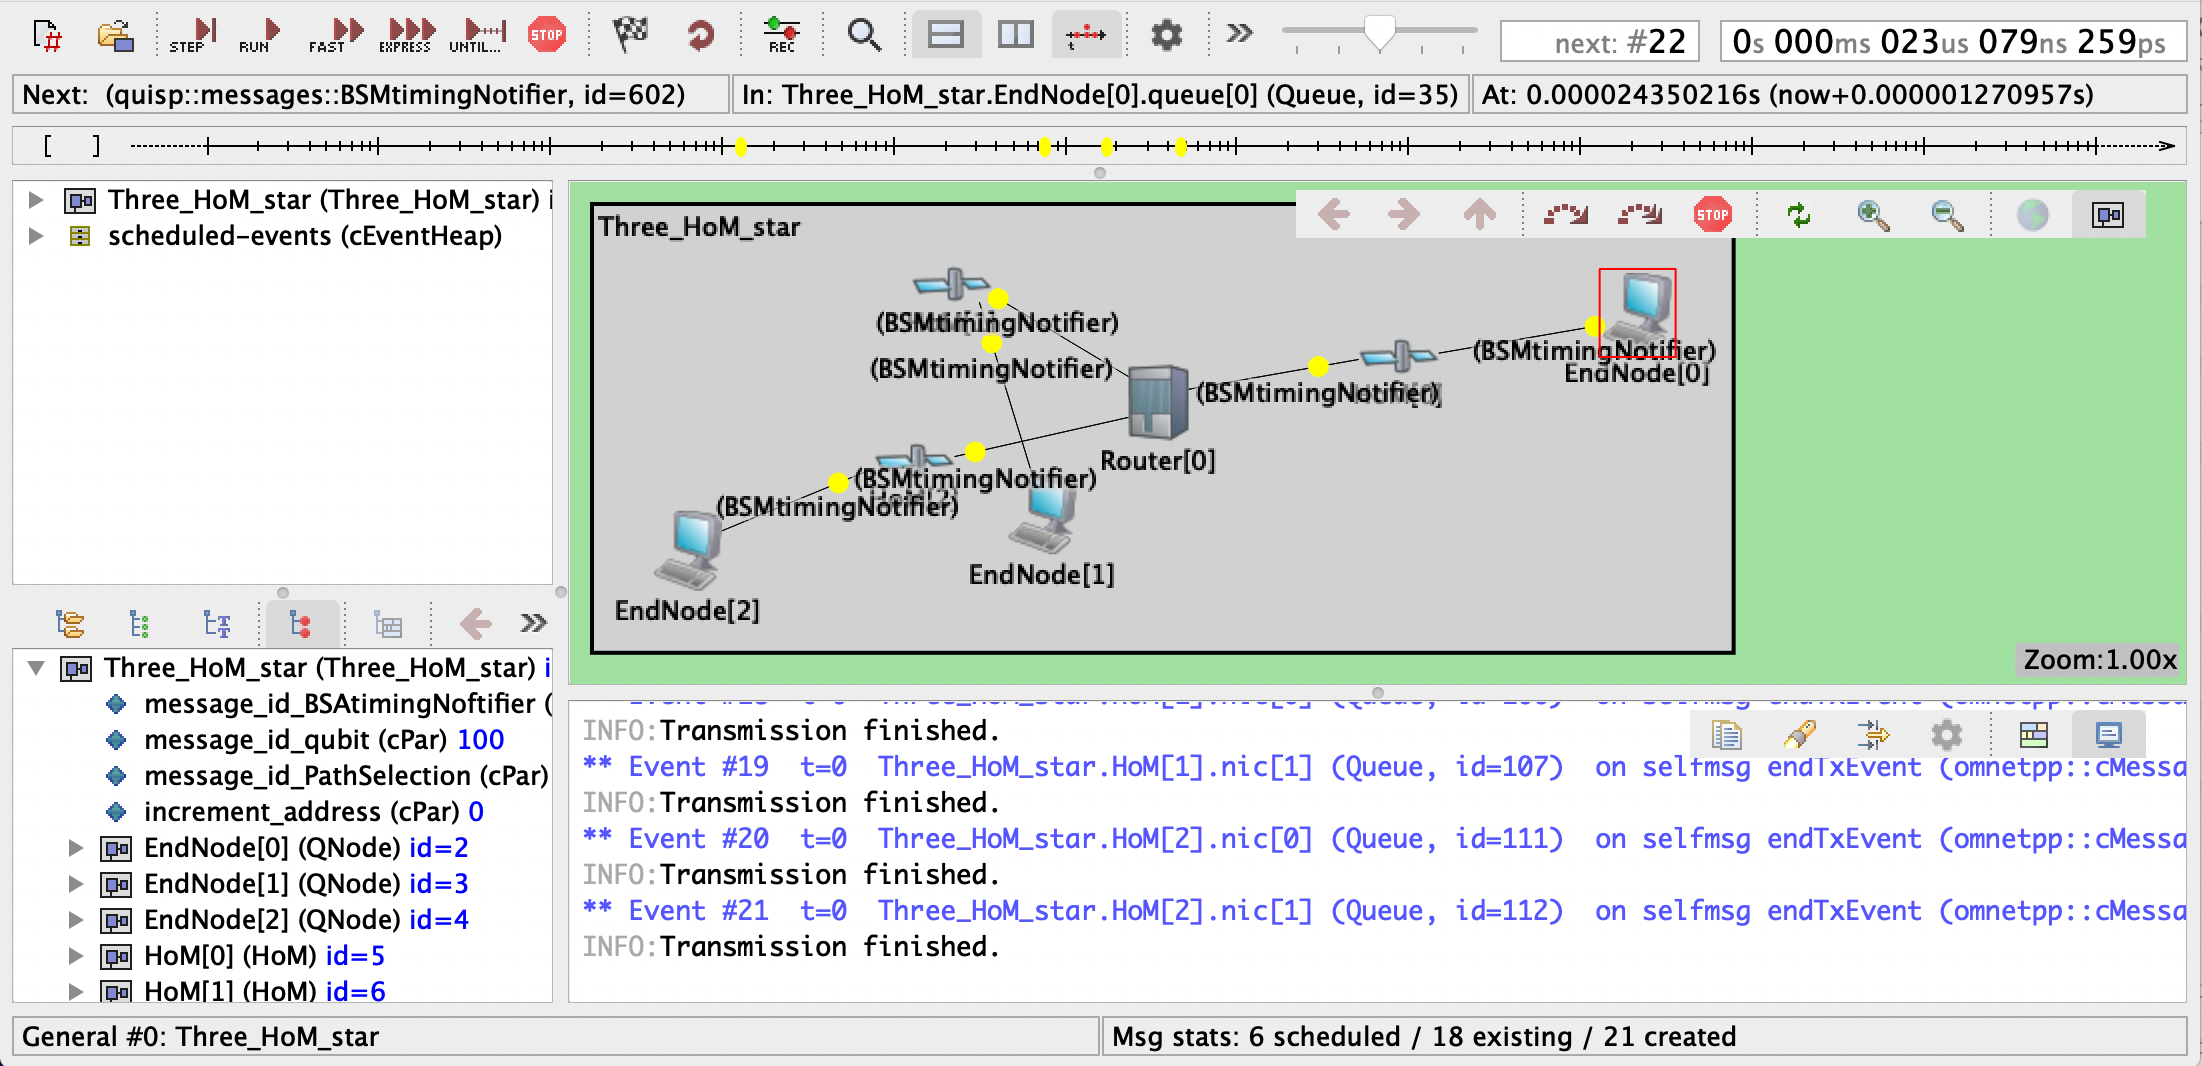 STEP RUN FAST EXPRESS UNTIL... STOP REC next: #22 0s 000ms 023us 079ns 259ps
Next: (quisp::messages::BSMtimingNotifier, id=602) In: Three_HoM_star.EndNode[0].queue[0] (Queue, id=35) At: 0.000024350216s (now+0.000001270957s)
Three_HoM_star (Three_HoM_star) i
scheduled-events (cEventHeap)
Three_HoM_star
STOP
(BSMtimingNotifier)
(BSMtimingNotifier)
(BSMtimingNotifier)
EndNode[0]
(BSMtimingNotifier)
Router[0]
(BSMtimingNotifier)
(BSMtimingNotifier)
EndNode[1]
EndNode[2]
Zoom:1.00x
Three_HoM_star (Three_HoM_star) i
message_id_BSAtimingNoftifier (
message_id_qubit (cPar) 100
message_id_PathSelection (cPar)
increment_address (cPar) 0
EndNode[0] (QNode) id=2
EndNode[1] (QNode) id=3
EndNode[2] (QNode) id=4
HoM[0] (HoM) id=5
HoM[1] (HoM) id=6
INFO:Transmission finished.
** Event #19 t=0 Three_HoM_star.HoM[1].nic[1] (Queue, id=107) on selfmsg endTxEvent (omnetpp::cMessa
INFO:Transmission finished.
** Event #20 t=0 Three_HoM_star.HoM[2].nic[0] (Queue, id=111) on selfmsg endTxEvent (omnetpp::cMessa
INFO:Transmission finished.
** Event #21 t=0 Three_HoM_star.HoM[2].nic[1] (Queue, id=112) on selfmsg endTxEvent (omnetpp::cMessa
INFO:Transmission finished.
General #0: Three_HoM_star
Msg stats: 6 scheduled / 18 existing / 21 created